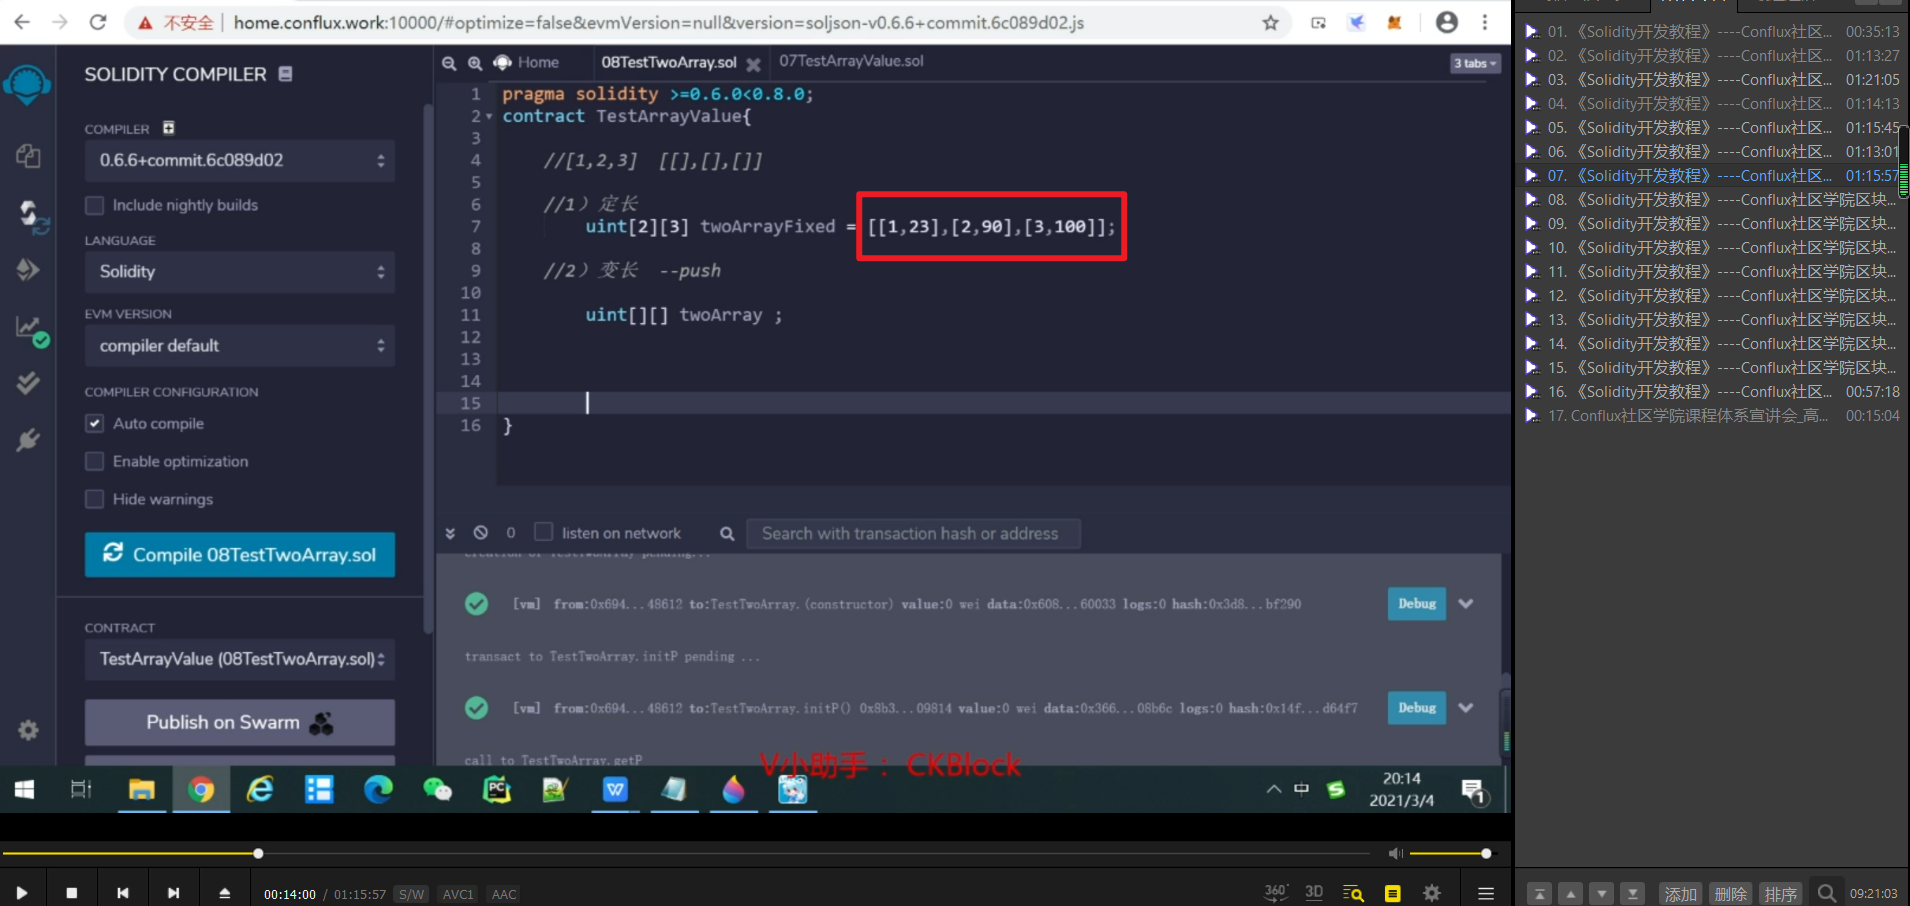 不安全 home.conflux.work:10000/#optimize=false&evmVersion=null&version=soljson-v0.6.6+commit.6c089d02.js
SOLIDITY COMPILER
COMPILER
0.6.6+commit.6c089d02
Include nightly builds
LANGUAGE
Solidity
EVM VERSION
compiler default
COMPILER CONFIGURATION
Auto compile
Enable optimization
Hide warnings
Compile 08TestTwoArray.sol
CONTRACT
TestArrayValue (08TestTwoArray.sol)
Publish on Swarm
Home 08TestTwoArray.sol 07TestArrayValue.sol 3 tabs
1 pragma solidity >=0.6.0<0.8.0;
2 contract TestArrayValue{
3
4 //[1,2,3] [[],[],[]]
5
6 //1）定长
7 uint[2][3] twoArrayFixed = [[1,23],[2,90],[3,100]];
8
9 //2）变长 --push
10
11 uint[][] twoArray ;
12
13
14
15
16 }
0 listen on network Search with transaction hash or address
creation of TestTwoArray pending...
[vm] from:0x694...48612 to:TestTwoArray.(constructor) value:0 wei data:0x608...60033 logs:0 hash:0x3d8...bf290 Debug
transact to TestTwoArray.initP pending ...
[vm] from:0x694...48612 to:TestTwoArray.initP() 0x8b3...09814 value:0 wei data:0x366...08b6c logs:0 hash:0x14f...d64f7 Debug
call to TestTwoArray.getP
V小助手 ： CKBlock
中 20:14
2021/3/4
1
00:14:00 / 01:15:57 S/W AVC1 AAC 360° 3D
01. 《Solidity开发教程》----Conflux社区... 00:35:13
02. 《Solidity开发教程》----Conflux社区... 01:13:27
03. 《Solidity开发教程》----Conflux社区... 01:21:05
04. 《Solidity开发教程》----Conflux社区... 01:14:13
05. 《Solidity开发教程》----Conflux社区... 01:15:45
06. 《Solidity开发教程》----Conflux社区... 01:13:01
07. 《Solidity开发教程》----Conflux社区... 01:15:57
08. 《Solidity开发教程》----Conflux社区学院区块...
09. 《Solidity开发教程》----Conflux社区学院区块...
10. 《Solidity开发教程》----Conflux社区学院区块...
11. 《Solidity开发教程》----Conflux社区学院区块...
12. 《Solidity开发教程》----Conflux社区学院区块...
13. 《Solidity开发教程》----Conflux社区学院区块...
14. 《Solidity开发教程》----Conflux社区学院区块...
15. 《Solidity开发教程》----Conflux社区学院区块...
16. 《Solidity开发教程》----Conflux社区... 00:57:18
17. Conflux社区学院课程体系宣讲会_高... 00:15:04
添加 删除 排序 09:21:03